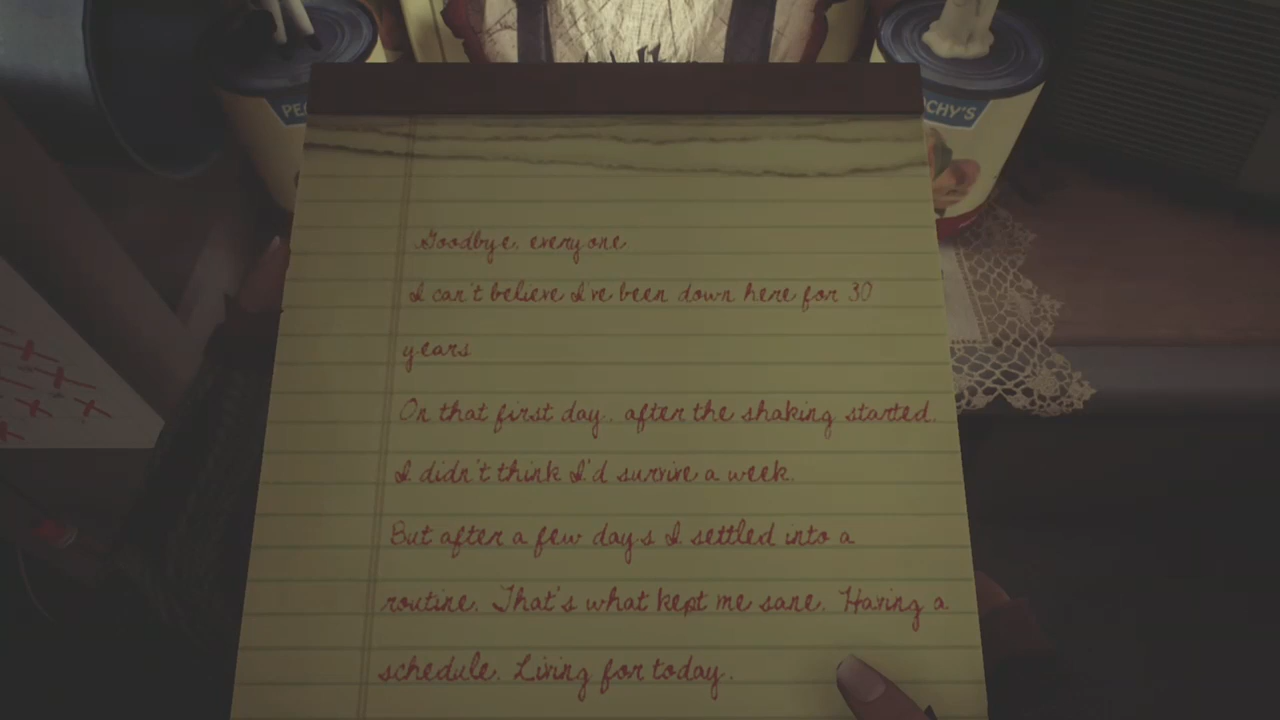 PE
CHY'S
Goodbye, everyone
I can't believe I've been down here for 30
years
On that first day, after the shaking started,
I didn't think I'd survive a week.
But after a few days I settled into a
routine. That's what kept me sane. Having a
schedule. Living for today.